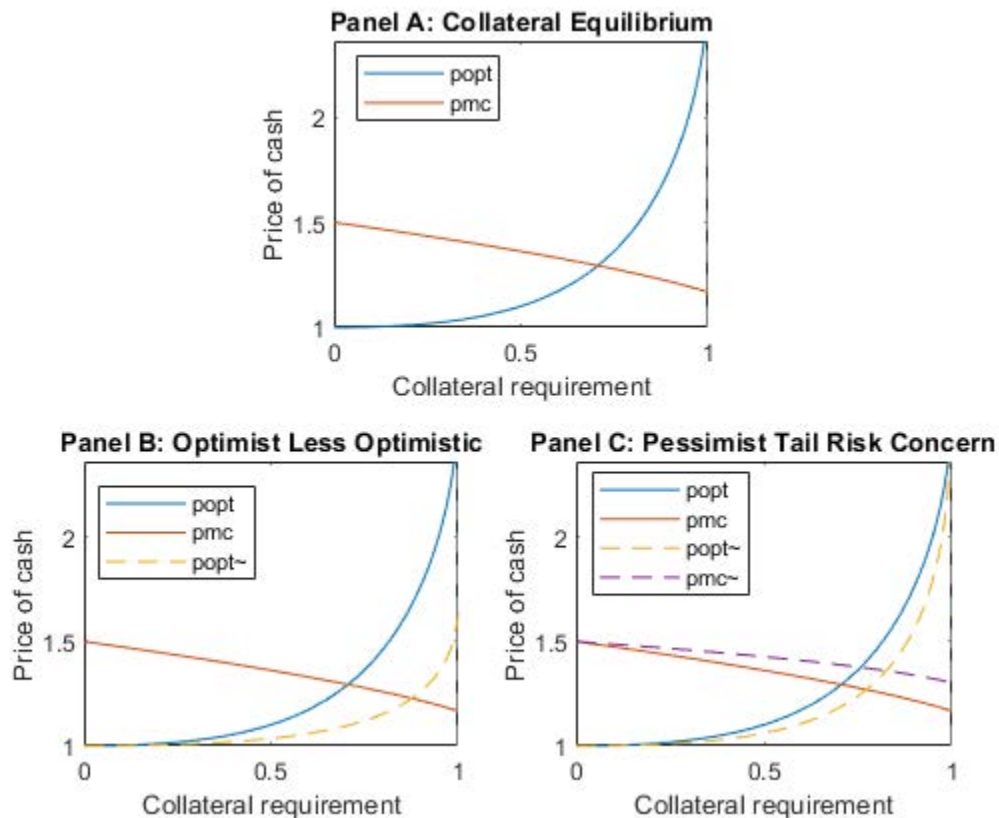 Panel A: Collateral Equilibrium
popt
pmc
2
1.5
1
Price of cash
0
0.5
1
Collateral requirement
Panel B: Optimist Less Optimistic
popt
pmc
popt~
2
1.5
1
Price of cash
0
0.5
1
Collateral requirement
Panel C: Pessimist Tail Risk Concern
popt
pmc
popt~
pmc~
2
1.5
1
Price of cash
0
0.5
1
Collateral requirement